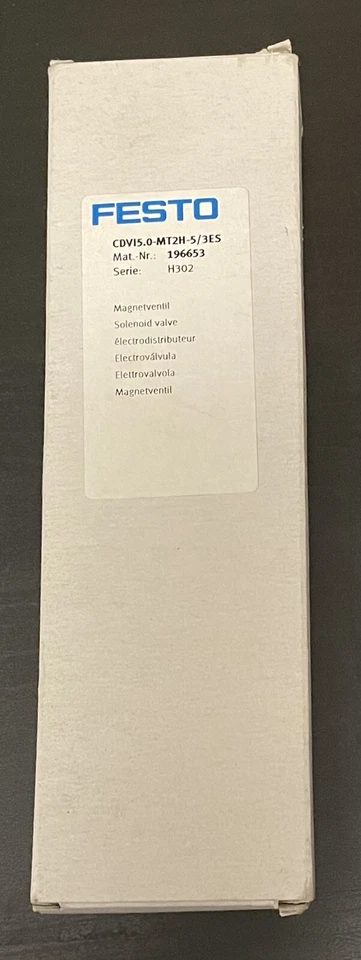 FESTO
CDVI5.0-MT2H-5/3ES
Mat.-Nr.: 196653
Serie: H302
Magnetventil
Solenoid valve
électrodistributeur
Electroválvula
Elettrovalvola
Magnetventil